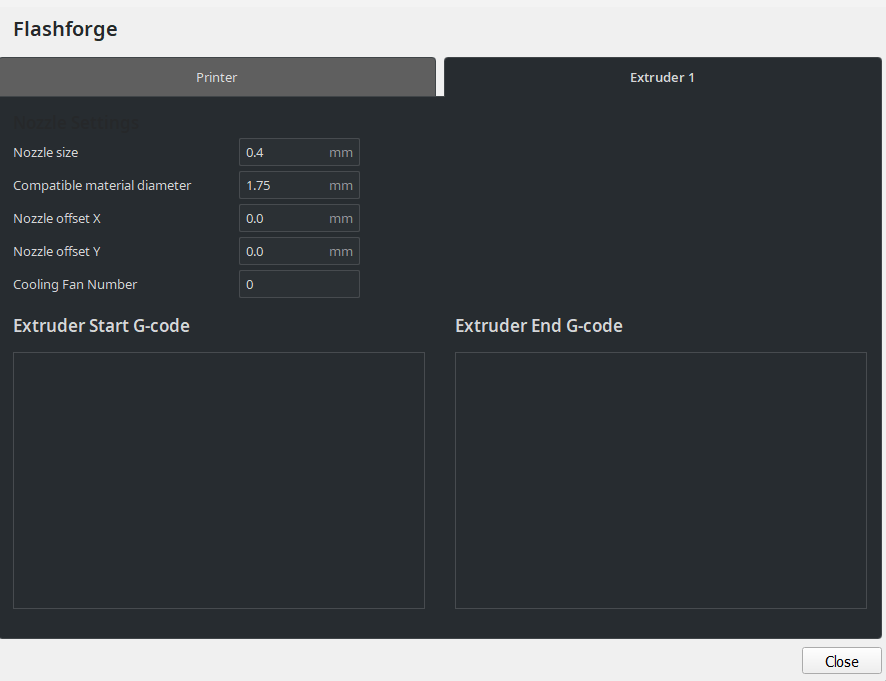 Flashforge
Printer
Extruder 1
Nozzle Settings
Nozzle size
0.4 mm
Compatible material diameter
1.75 mm
Nozzle offset X
0.0 mm
Nozzle offset Y
0.0 mm
Cooling Fan Number
0
Extruder Start G-code
Extruder End G-code
Close